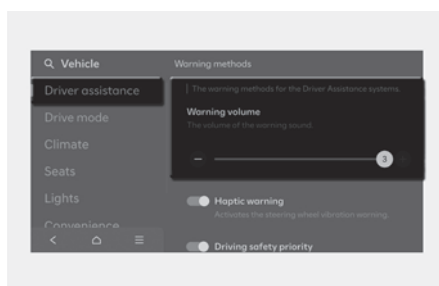 Vehicle
Warning methods
Driver assistance
The warning methods for the Driver Assistance systems.
Warning volume
The volume of the warning sound.
Drive mode
Climate
3
Seats
Lights
Haptic warning
Activates the steering wheel vibration warning.
Convenience
Driving safety priority